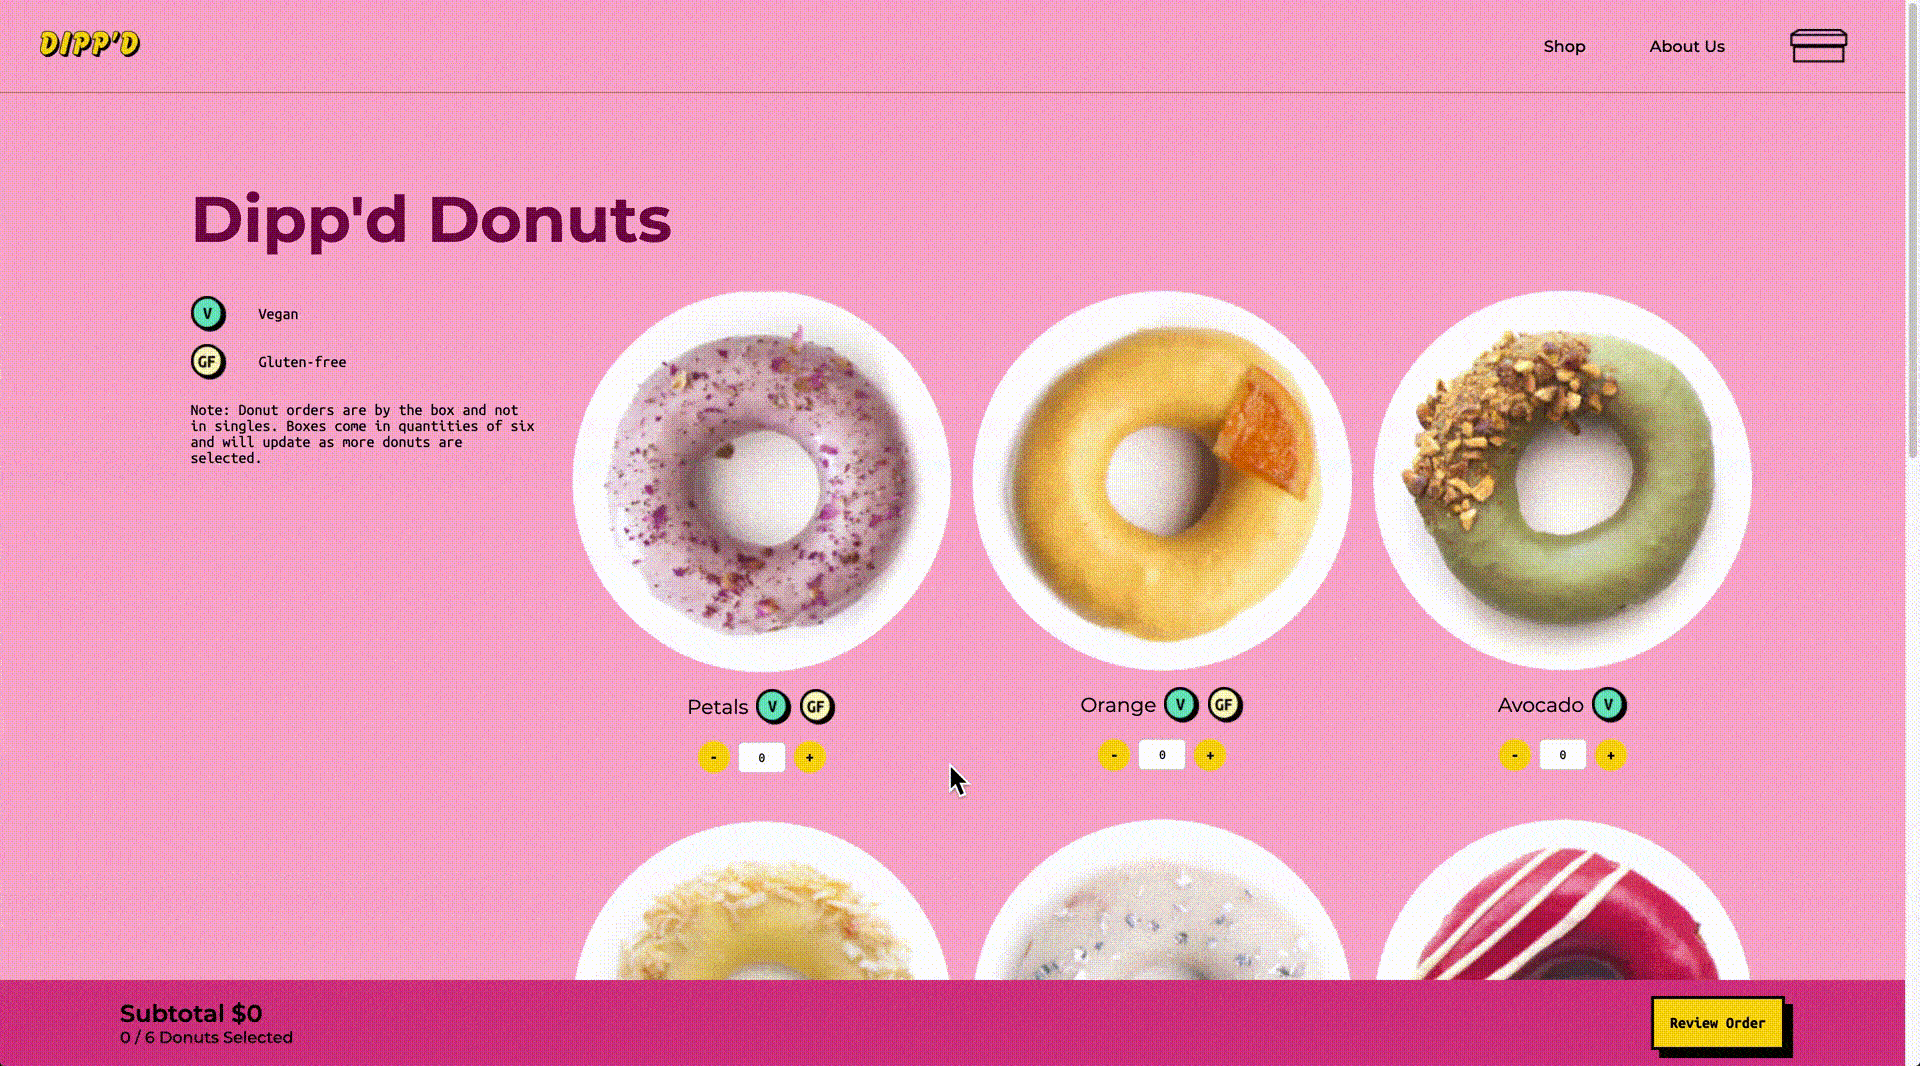 DIPP'D
Shop
About Us
Dipp'd Donuts
V Vegan
GF Gluten-free
Note: Donut orders are by the box and not
in singles. Boxes come in quantities of six
and will update as more donuts are
selected.
Petals V GF
- 0 +
Orange V GF
- 0 +
Avocado V
- 0 +
Subtotal $0
0 / 6 Donuts Selected
Review Order